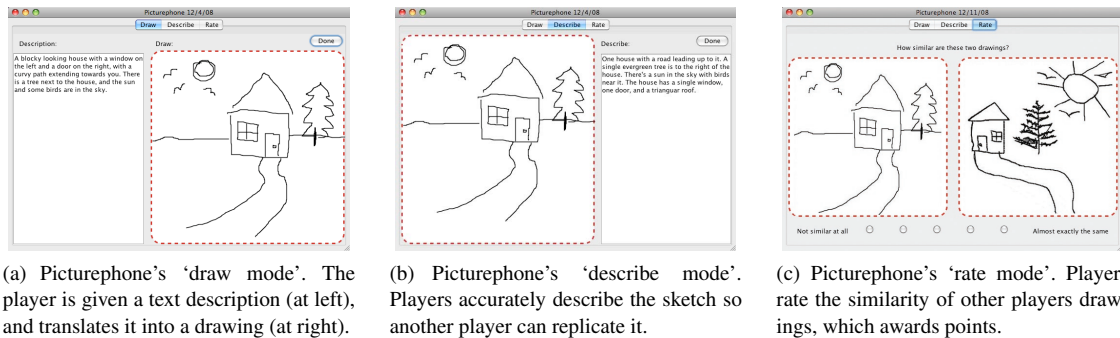 Picturephone 12/4/08
Draw Describe Rate
Description:
Draw:
Done
A blocky looking house with a window on
the left and a door on the right, with a
curvy path extending towards you. There
is a tree next to the house, and the sun
and some birds are in the sky.
(a) Picturephone's 'draw mode'. The
player is given a text description (at left),
and translates it into a drawing (at right).
Picturephone 12/4/08
Draw Describe Rate
Describe:
Done
One house with a road leading up to it. A
single evergreen tree is to the right of the
house. There's a sun in the sky with birds
near it. The house has a single window,
one door, and a trianguar roof.
(b) Picturephone's 'describe mode'.
Players accurately describe the sketch so
another player can replicate it.
Picturephone 12/11/08
Draw Describe Rate
How similar are these two drawings?
Not similar at all
Almost exactly the same
(c) Picturephone's 'rate mode'. Player
rate the similarity of other players draw
ings, which awards points.